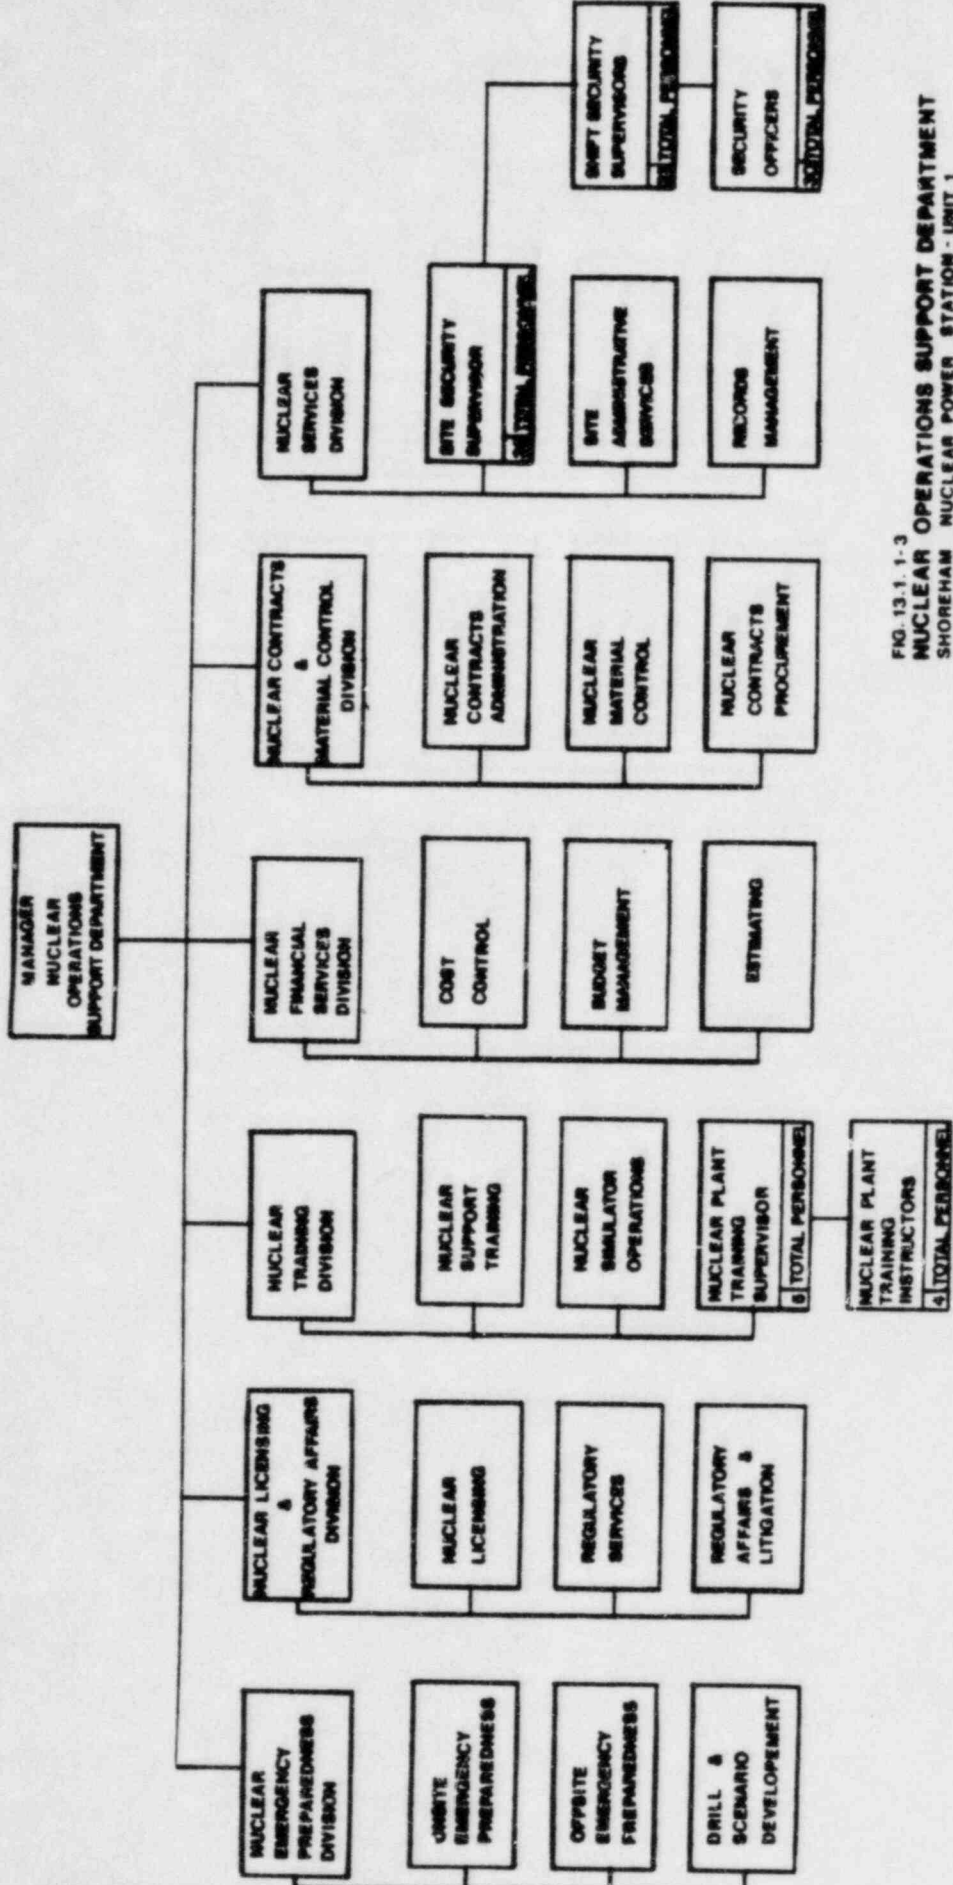 MANAGER
NUCLEAR
OPERATIONS
SUPPORT DEPARTMENT
NUCLEAR
EMERGENCY
PREPAREDNESS
DIVISION
ONSITE
EMERGENCY
PREPAREDNESS
OFFSITE
EMERGENCY
PREPAREDNESS
DRILL &
SCENARIO
DEVELOPEMENT
NUCLEAR LICENSING
&
REGULATORY AFFAIRS
DIVISION
NUCLEAR
LICENSING
REGULATORY
SERVICES
REGULATORY
AFFAIRS &
LITIGATION
NUCLEAR
TRAINING
DIVISION
NUCLEAR
SUPPORT
TRAINING
NUCLEAR
SIMULATOR
OPERATIONS
NUCLEAR PLANT
TRAINING
SUPERVISOR
TOTAL PERSONNEL
NUCLEAR PLANT
TRAINING
INSTRUCTORS
4 TOTAL PERSONNEL
NUCLEAR
FINANCIAL
SERVICES
DIVISION
COST
CONTROL
BUDGET
MANAGEMENT
ESTIMATING
NUCLEAR CONTRACTS
&
MATERIAL CONTROL
DIVISION
NUCLEAR
CONTRACTS
ADMINISTRATION
NUCLEAR
MATERIAL
CONTROL
NUCLEAR
CONTRACTS
PROCUREMENT
NUCLEAR
SERVICES
DIVISION
SITE SECURITY
SUPERVISOR
TOTAL PERSONNEL
SITE
ADMINISTRATIVE
SERVICES
RECORDS
MANAGEMENT
SHIFT SECURITY
SUPERVISORS
TOTAL PERSONNEL
SECURITY
OFFICERS
TOTAL PERSONNEL
FIG. 13.1.1-3
NUCLEAR OPERATIONS SUPPORT DEPARTMENT
SHOREHAM NUCLEAR POWER STATION - UNIT 1